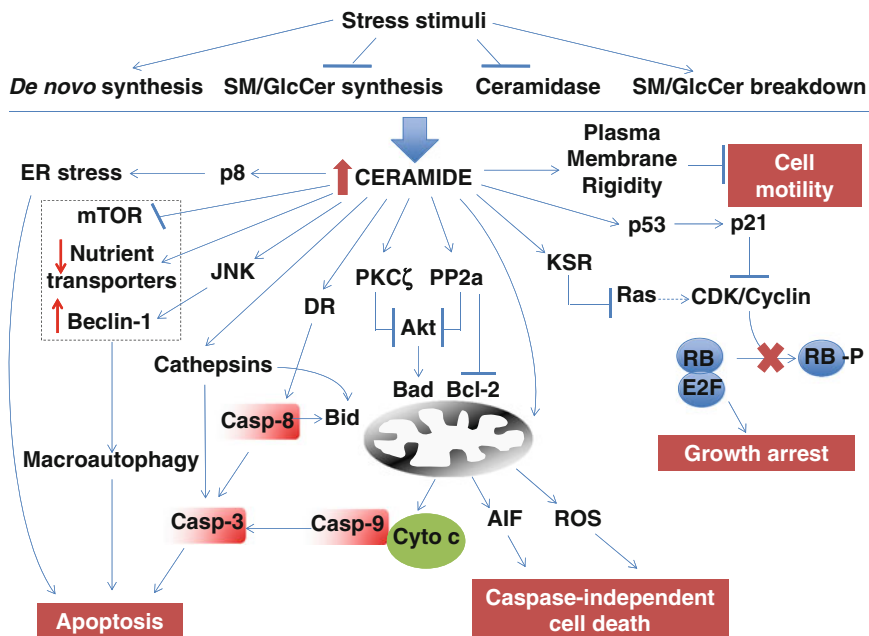 Stress stimuli
De novo synthesis
SM/GlcCer synthesis
Ceramidase
SM/GlcCer breakdown
ER stress
p8
CERAMIDE
Plasma
Membrane
Rigidity
Cell
motility
mTOR
Nutrient
transporters
Beclin-1
JNK
DR
PKCζ
PP2a
KSR
p53
p21
Ras
CDK/Cyclin
Akt
Cathepsins
Bad
Bcl-2
RB
E2F
RB-P
Casp-8
Bid
Growth arrest
Macroautophagy
Casp-3
Casp-9
Cyto c
AIF
ROS
Apoptosis
Caspase-independent
cell death